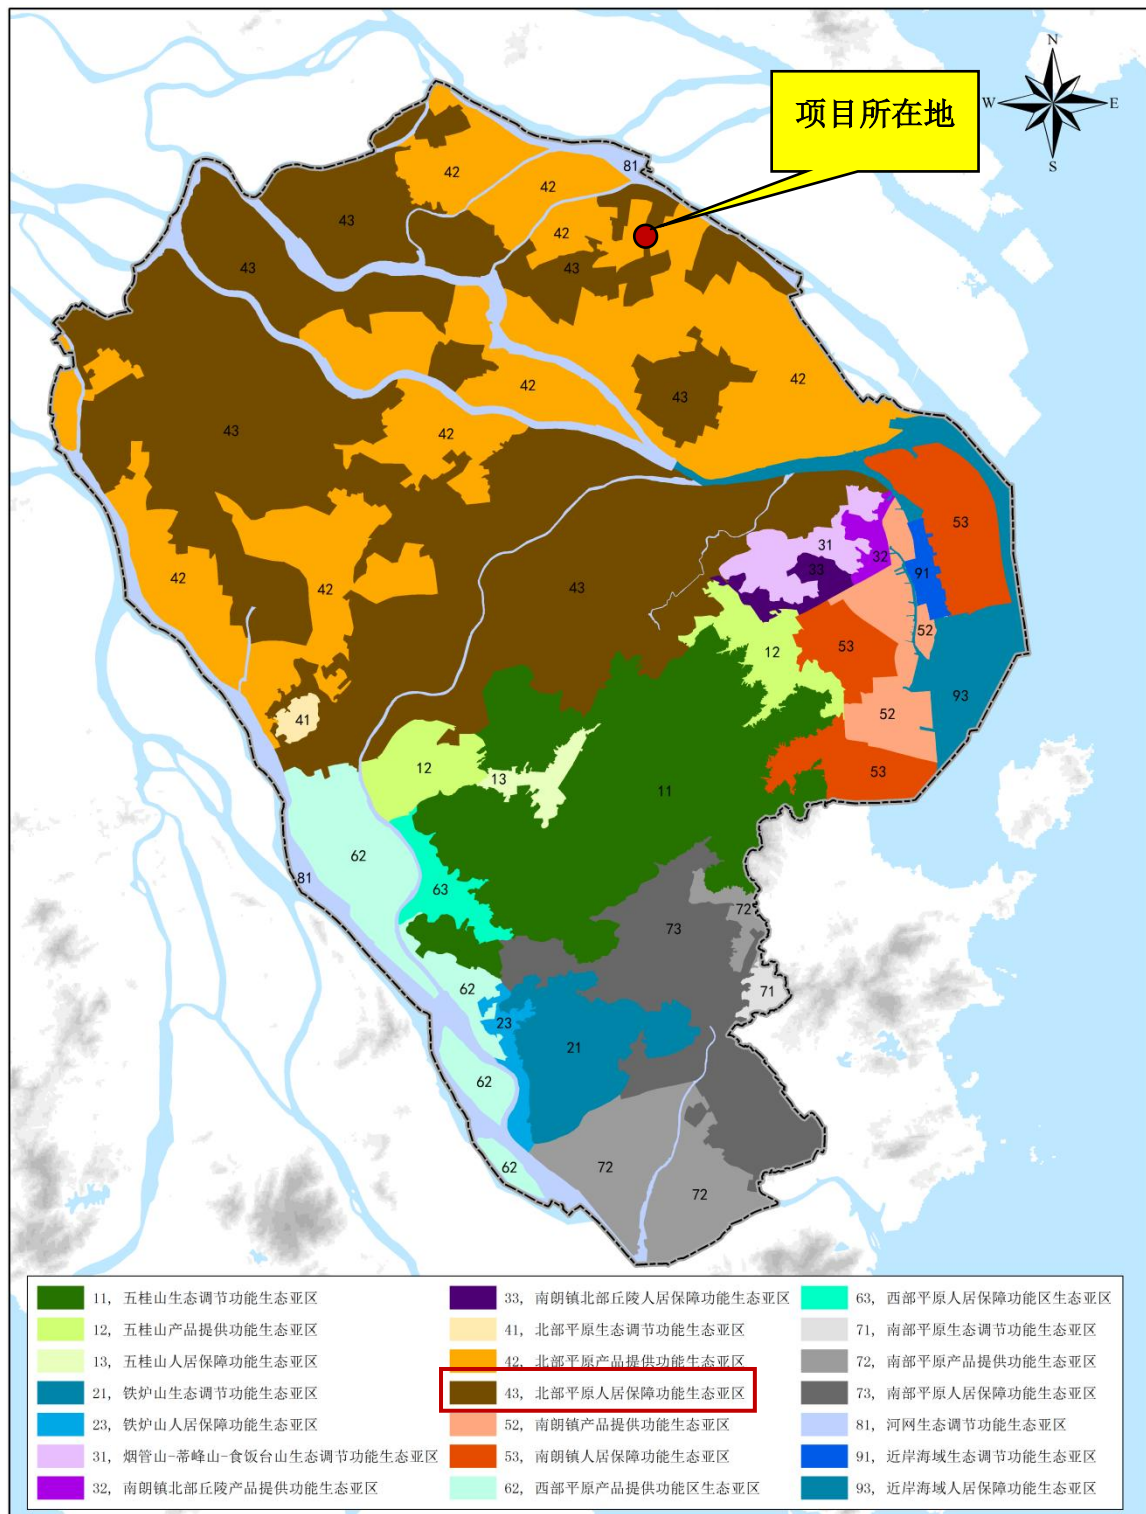 N
项目所在地
W
E
S
81
42
42
43
42
43
43
42
43
42
43
42
53
31
32
33
91
42
42
43
12
53
52
93
41
52
12
13
53
11
62
81
63
72
73
62
71
23
21
62
62
72
72
11, 五桂山生态调节功能生态亚区
12, 五桂山产品提供功能生态亚区
13, 五桂山人居保障功能生态亚区
21, 铁炉山生态调节功能生态亚区
23, 铁炉山人居保障功能生态亚区
31, 烟管山-蒂峰山-食饭台山生态调节功能生态亚区
32, 南朗镇北部丘陵产品提供功能生态亚区
33, 南朗镇北部丘陵人居保障功能生态亚区
41, 北部平原生态调节功能生态亚区
42, 北部平原产品提供功能生态亚区
43, 北部平原人居保障功能生态亚区
52, 南朗镇产品提供功能生态亚区
53, 南朗镇人居保障功能生态亚区
62, 西部平原产品提供功能区生态亚区
63, 西部平原人居保障功能区生态亚区
71, 南部平原生态调节功能生态亚区
72, 南部平原产品提供功能生态亚区
73, 南部平原人居保障功能生态亚区
81, 河网生态调节功能生态亚区
91, 近岸海域生态调节功能生态亚区
93, 近岸海域人居保障功能生态亚区